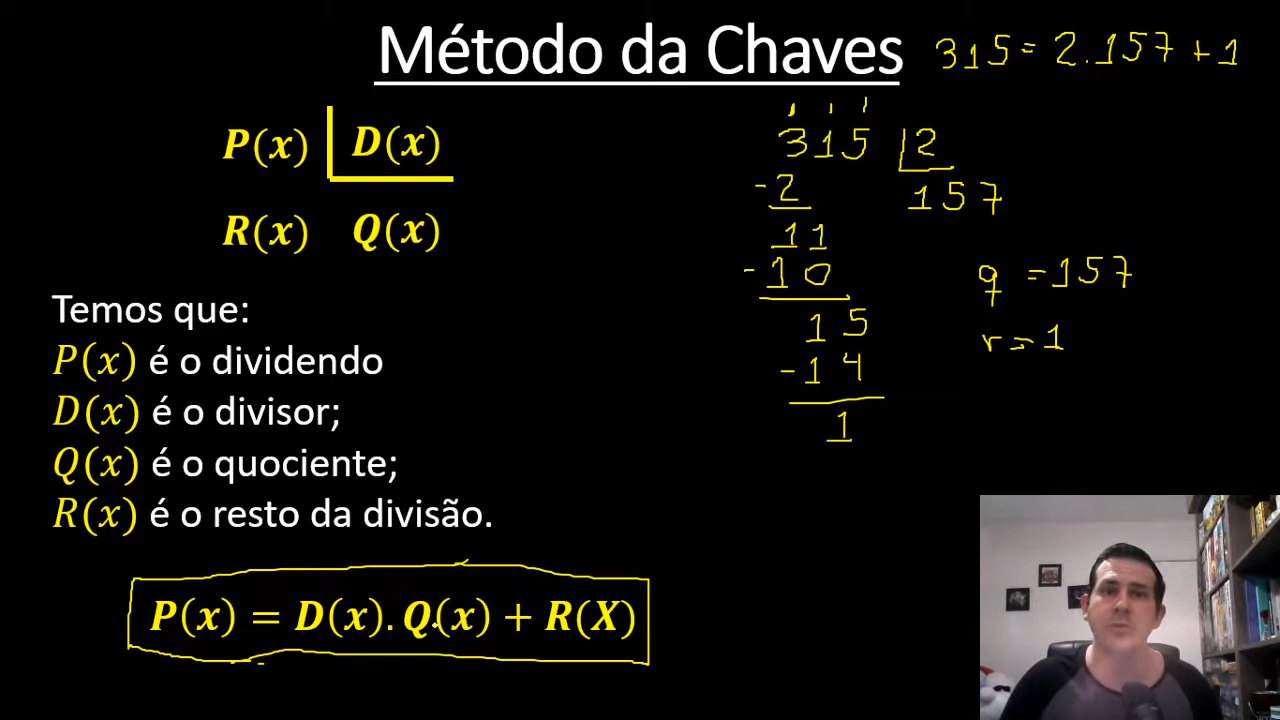 Método da Chaves
315 = 2.157 + 1
P(x) D(x)
R(x) Q(x)
315 2
-2 157
11
-10
15
-14
1
q = 157
r = 1
Temos que:
P(x) é o dividendo
D(x) é o divisor;
Q(x) é o quociente;
R(x) é o resto da divisão.
P(x) = D(x).Q(x) + R(X)